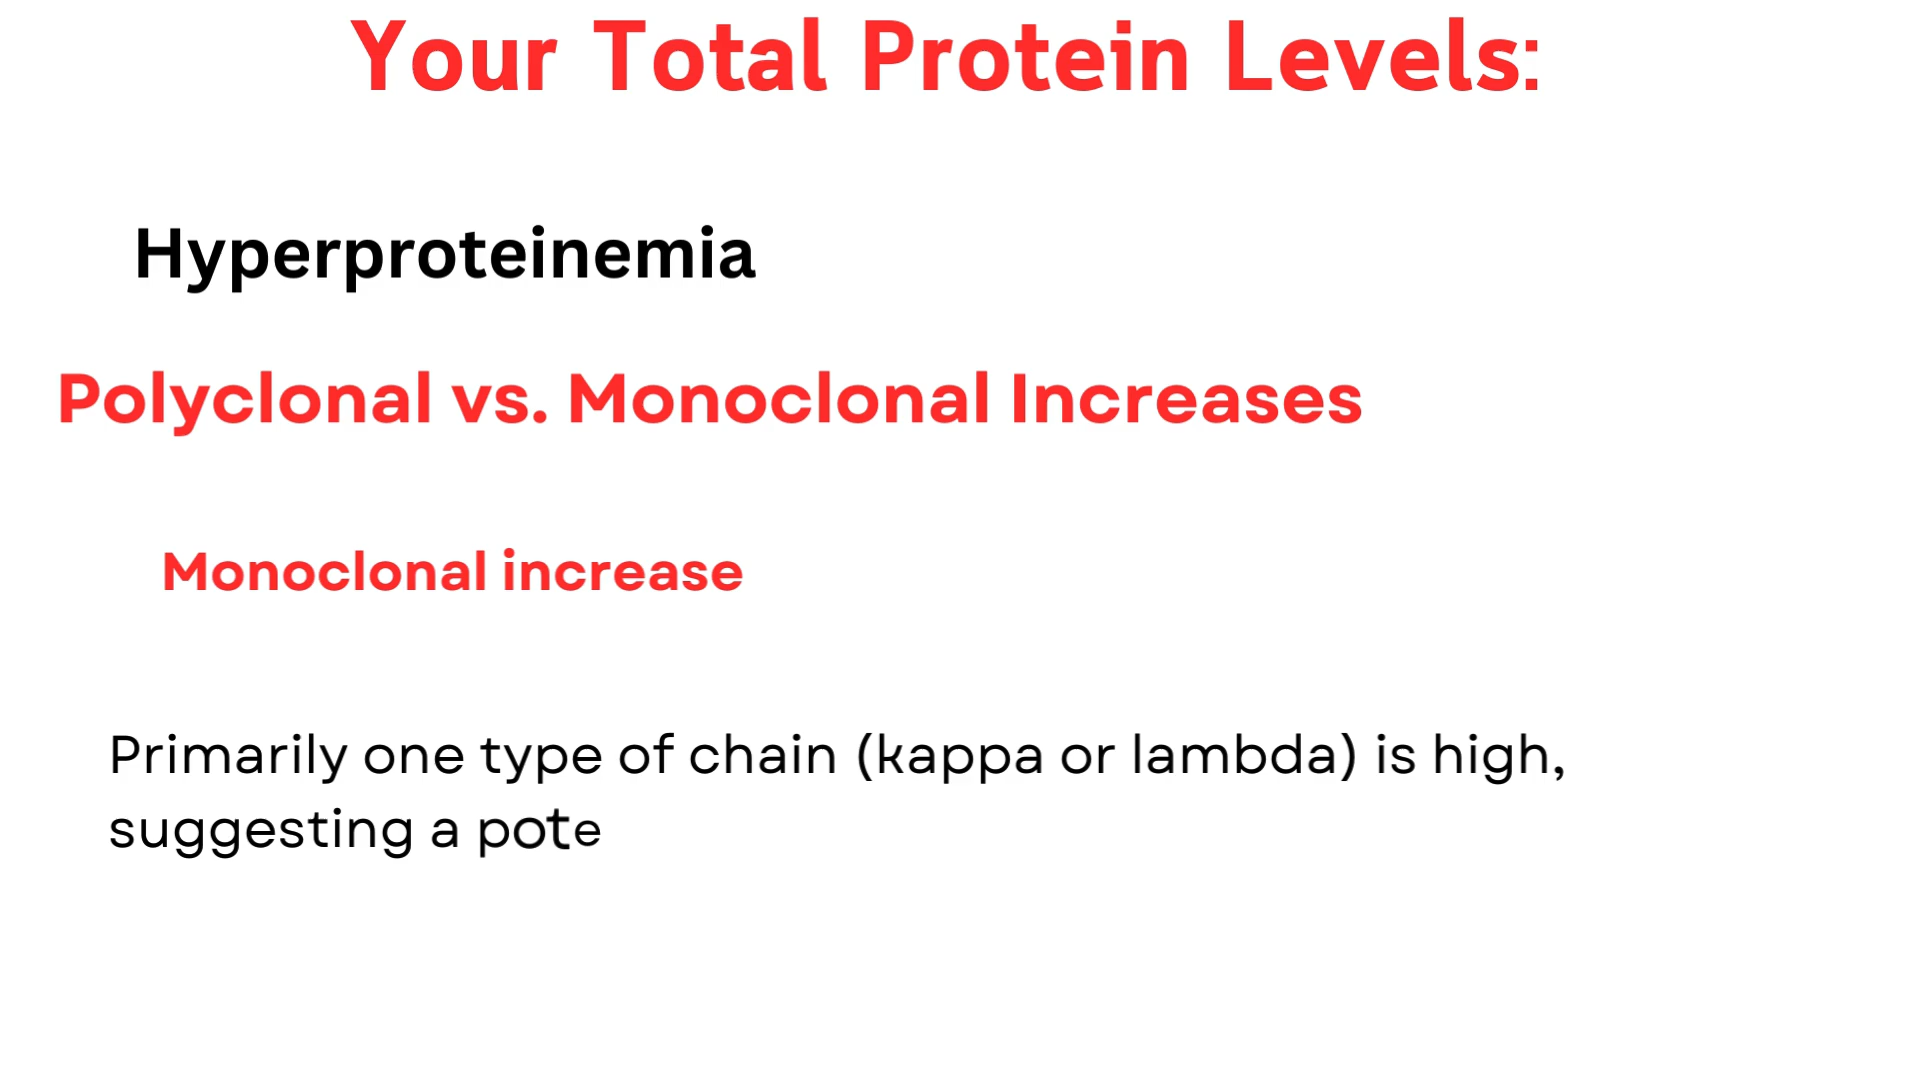 Your Total Protein Levels:
Hyperproteinemia
Polyclonal vs. Monoclonal Increases
Monoclonal increase
Primarily one type of chain (kappa or lambda) is high,
suggesting a pote